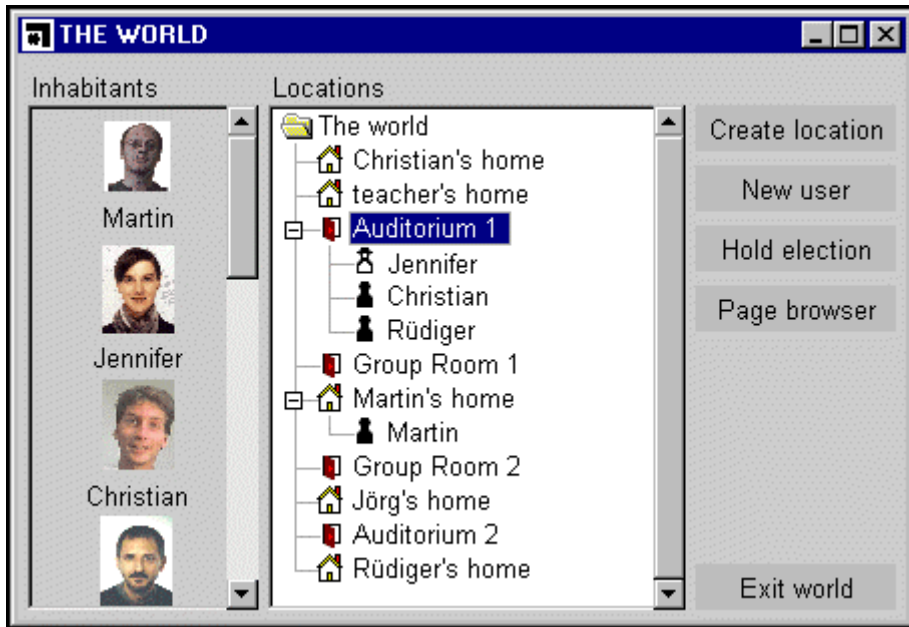 THE WORLD
Inhabitants
Locations
Martin
Jennifer
Christian
The world
Christian's home
teacher's home
Auditorium 1
Jennifer
Christian
Rüdiger
Group Room 1
Martin's home
Martin
Group Room 2
Jörg's home
Auditorium 2
Rüdiger's home
Create location
New user
Hold election
Page browser
Exit world